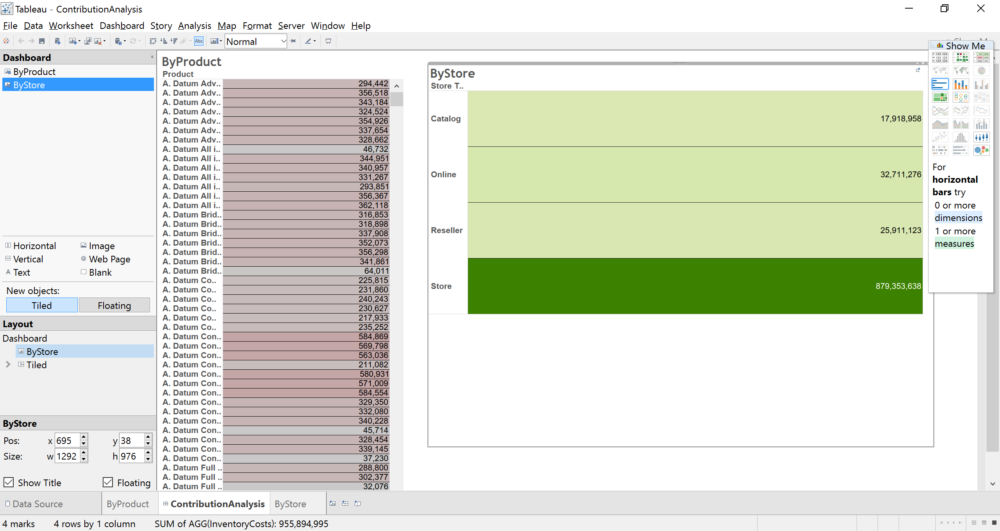 Tableau - ContributionAnalysis
File Data Worksheet Dashboard Story Analysis Map Format Server Window Help
Abc Normal
Dashboard
ByProduct
ByStore
Horizontal Image
Vertical Web Page
A Text Blank
New objects:
Tiled Floating
Layout
Dashboard
ByStore
Tiled
ByStore
Pos: x 695 y 38
Size: w 1292 h 976
Show Title Floating
ByProduct
Product
A. Datum Adv.. 294,442
A. Datum Adv.. 356,518
A. Datum Adv.. 343,184
A. Datum Adv.. 324,524
A. Datum Adv.. 354,926
A. Datum Adv.. 337,654
A. Datum Adv.. 328,662
A. Datum All i.. 46,732
A. Datum All i.. 344,951
A. Datum All i.. 340,957
A. Datum All i.. 331,267
A. Datum All i.. 293,851
A. Datum All i.. 356,367
A. Datum All i.. 362,118
A. Datum Brid.. 316,853
A. Datum Brid.. 318,898
A. Datum Brid.. 337,908
A. Datum Brid.. 352,073
A. Datum Brid.. 356,298
A. Datum Brid.. 341,861
A. Datum Brid.. 64,011
A. Datum Co.. 225,815
A. Datum Co.. 231,860
A. Datum Co.. 240,243
A. Datum Co.. 230,627
A. Datum Co.. 217,933
A. Datum Co.. 235,252
A. Datum Con.. 584,869
A. Datum Con.. 569,798
A. Datum Con.. 563,036
A. Datum Con.. 211,082
A. Datum Con.. 580,931
A. Datum Con.. 571,009
A. Datum Con.. 584,554
A. Datum Con.. 329,350
A. Datum Con.. 332,080
A. Datum Con.. 340,228
A. Datum Con.. 45,714
A. Datum Con.. 328,454
A. Datum Con.. 339,145
A. Datum Con.. 37,230
A. Datum Full .. 288,800
A. Datum Full .. 302,377
A. Datum Full .. 32,076
ByStore
Store T..
Catalog 17,918,958
Online 32,711,276
Reseller 25,911,123
Store 879,353,638
Show Me
For
horizontal
bars try
0 or more
dimensions
1 or more
measures
Data Source ByProduct ContributionAnalysis ByStore
4 marks 4 rows by 1 column SUM of AGG(InventoryCosts): 955,894,995